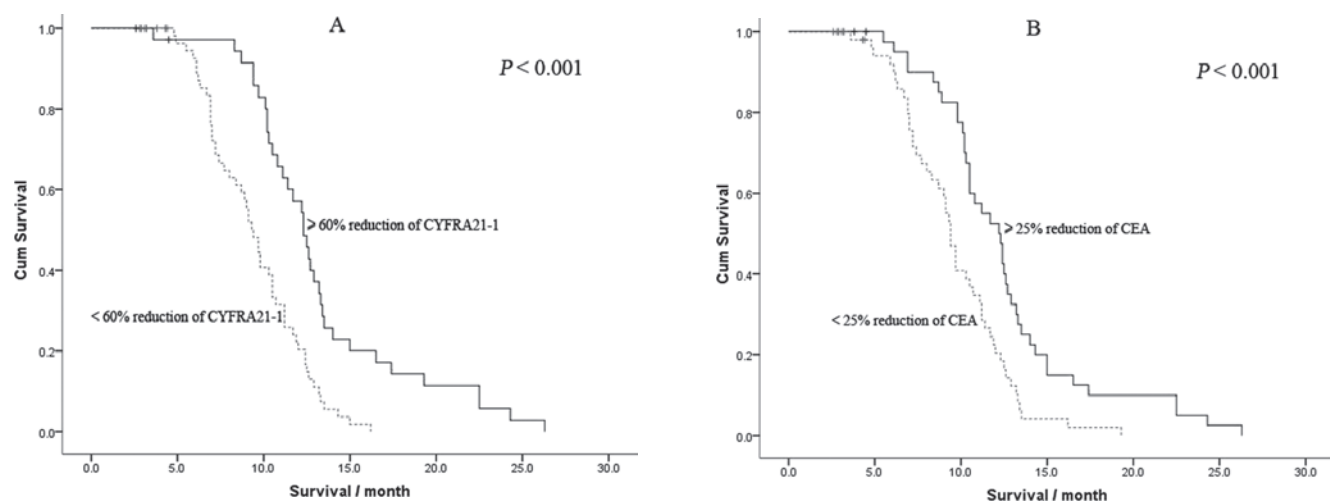 A
P < 0.001
1.0
0.8
0.6
0.4
0.2
0.0
Cum Survival
⩾ 60% reduction of CYFRA21-1
< 60% reduction of CYFRA21-1
0.0 5.0 10.0 15.0 20.0 25.0 30.0
Survival / month
B
P < 0.001
1.0
0.8
0.6
0.4
0.2
0.0
Cum Survival
⩾ 25% reduction of CEA
< 25% reduction of CEA
0.0 5.0 10.0 15.0 20.0 25.0 30.0
Survival / month